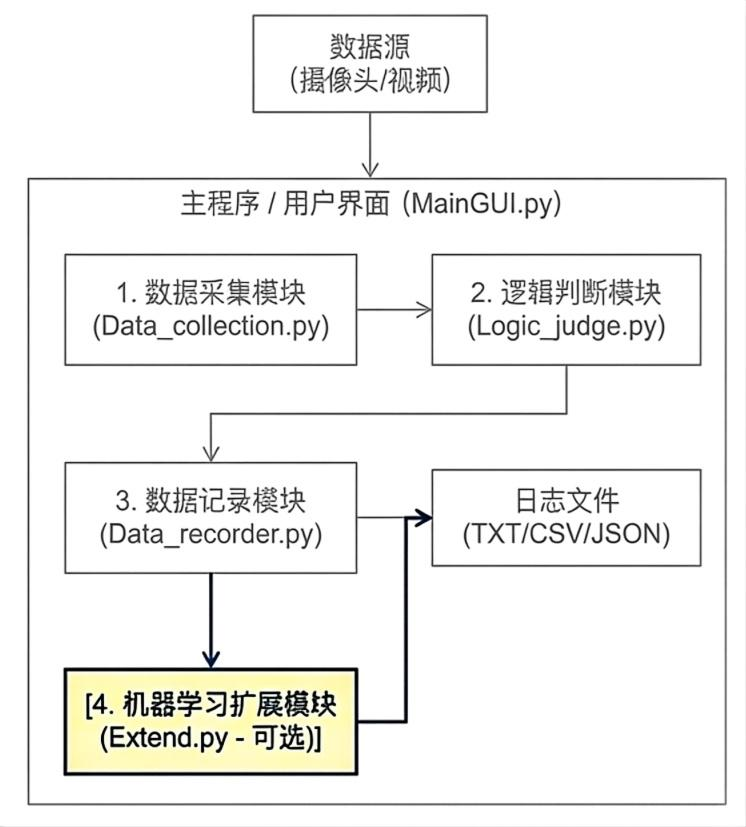 数据源
(摄像头/视频)
主程序 / 用户界面 (MainGUI.py)
1. 数据采集模块
(Data_collection.py)
2. 逻辑判断模块
(Logic_judge.py)
3. 数据记录模块
(Data_recorder.py)
日志文件
(TXT/CSV/JSON)
[4. 机器学习扩展模块
(Extend.py - 可选)]